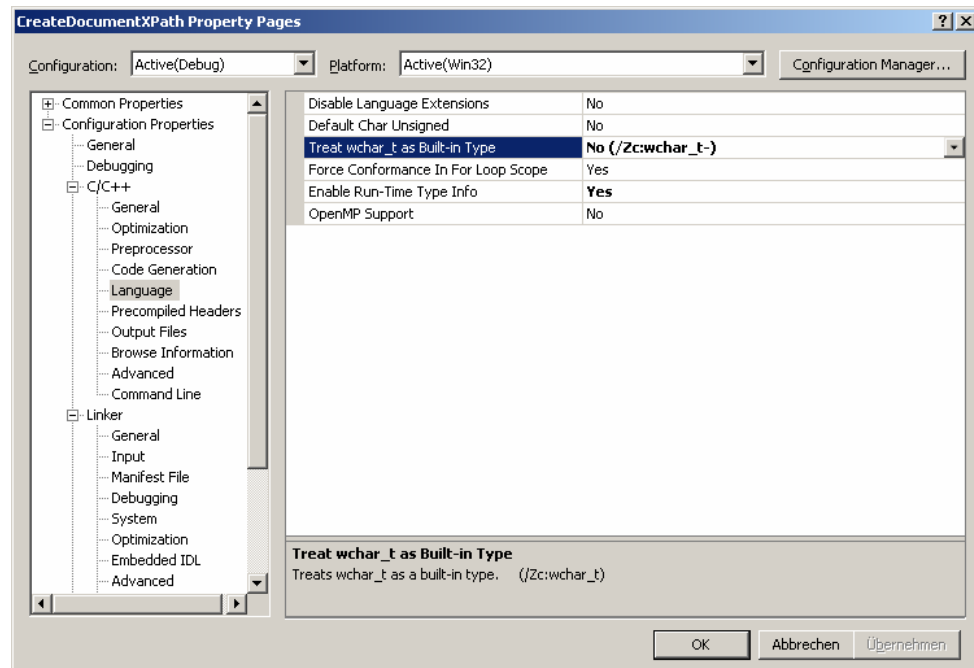 CreateDocumentXPath Property Pages
Configuration: Active(Debug) Platform: Active(Win32) Configuration Manager...
Common Properties
Configuration Properties
General
Debugging
C/C++
General
Optimization
Preprocessor
Code Generation
Language
Precompiled Headers
Output Files
Browse Information
Advanced
Command Line
Linker
General
Input
Manifest File
Debugging
System
Optimization
Embedded IDL
Advanced
Disable Language Extensions No
Default Char Unsigned No
Treat wchar_t as Built-in Type No (/Zc:wchar_t-)
Force Conformance In For Loop Scope Yes
Enable Run-Time Type Info Yes
OpenMP Support No
Treat wchar_t as Built-in Type
Treats wchar_t as a built-in type. (/Zc:wchar_t)
OK Abbrechen Übernehmen